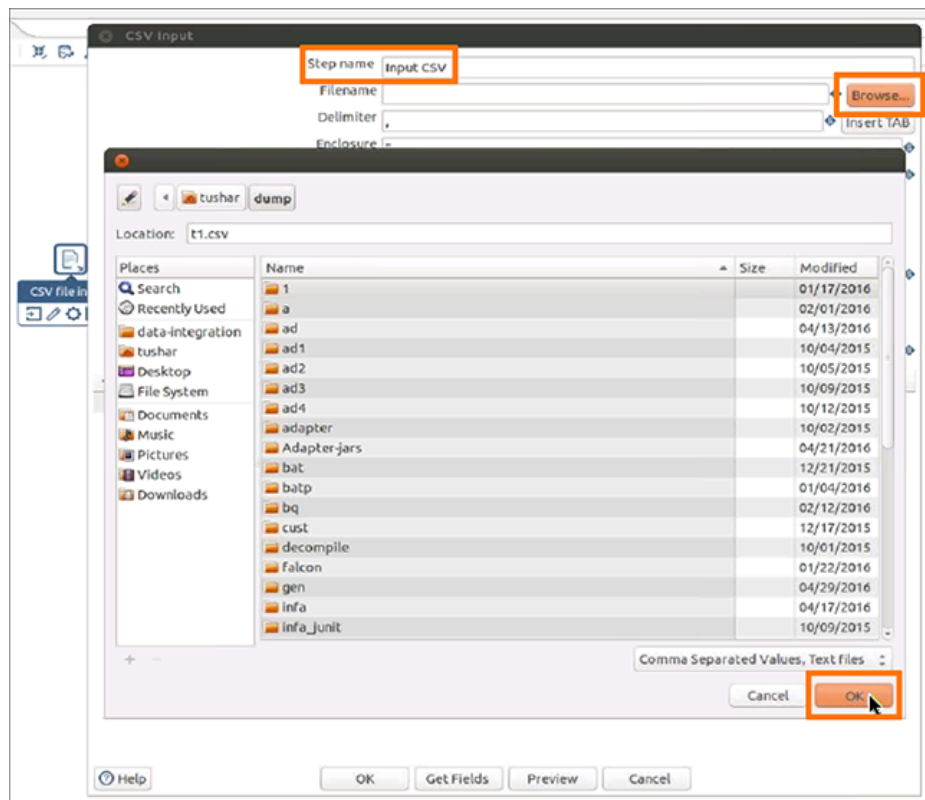 CSV Input
Step name Input CSV
Filename Browse...
Delimiter , Insert TAB
Enclosure "
tushar dump
Location: t1.csv
Places Name Size Modified
Search 1 01/17/2016
Recently Used a 02/01/2016
data-integration ad 04/13/2016
tushar ad1 10/04/2015
Desktop ad2 10/05/2015
File System ad3 10/09/2015
Documents ad4 10/12/2015
Music adapter 10/02/2015
Pictures Adapter-jars 04/21/2016
Videos bat 12/21/2015
Downloads batp 01/04/2016
bq 02/12/2016
cust 12/17/2015
decompile 10/01/2015
falcon 01/22/2016
gen 04/29/2016
infa 04/17/2016
infa_junit 10/09/2015
Comma Separated Values, Text files
Cancel OK
CSV file in
Help OK Get Fields Preview Cancel